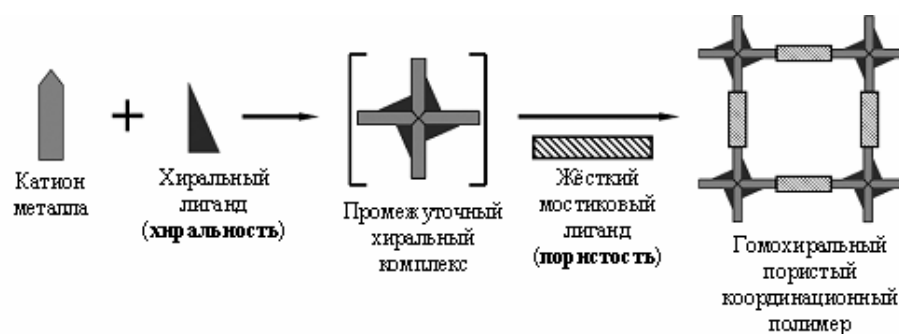 Катион
металла
Хиральный
лиганд
(хиральность)
Промежуточный
хиральный
комплекс
Жёсткий
мостиковый
лиганд
(пористость)
Гомохиральный
пористый
координационный
полимер